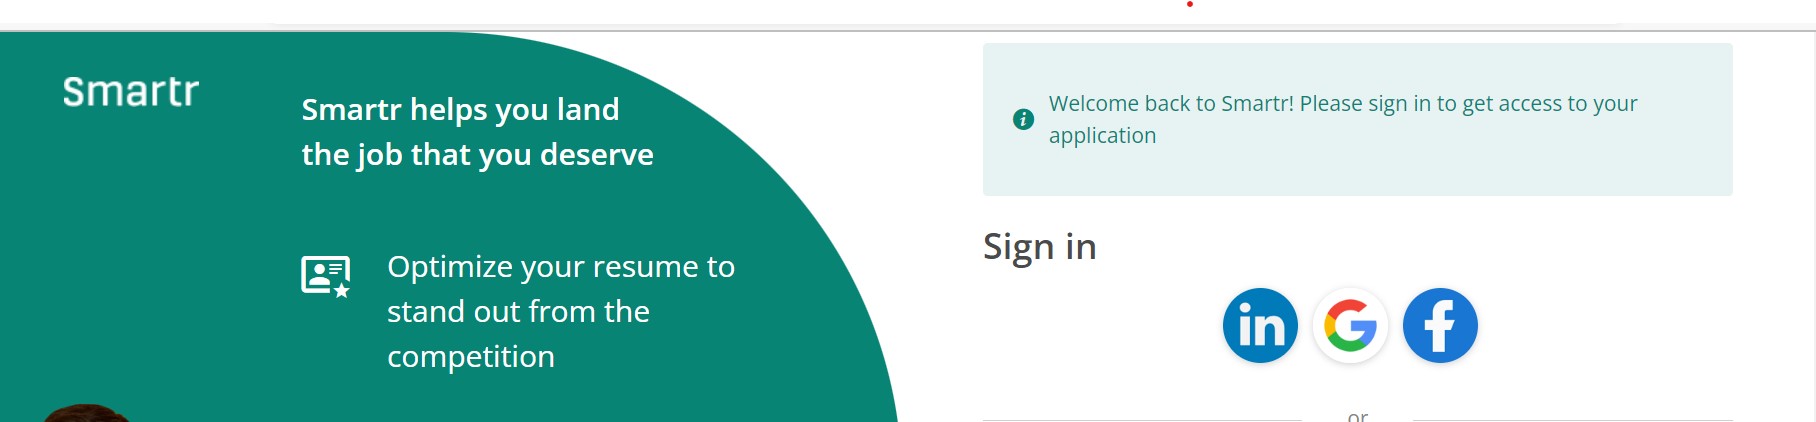 Smartr
Smartr helps you land
the job that you deserve
Optimize your resume to
stand out from the
competition
Welcome back to Smartr! Please sign in to get access to your
application
Sign in
in
G
f
or